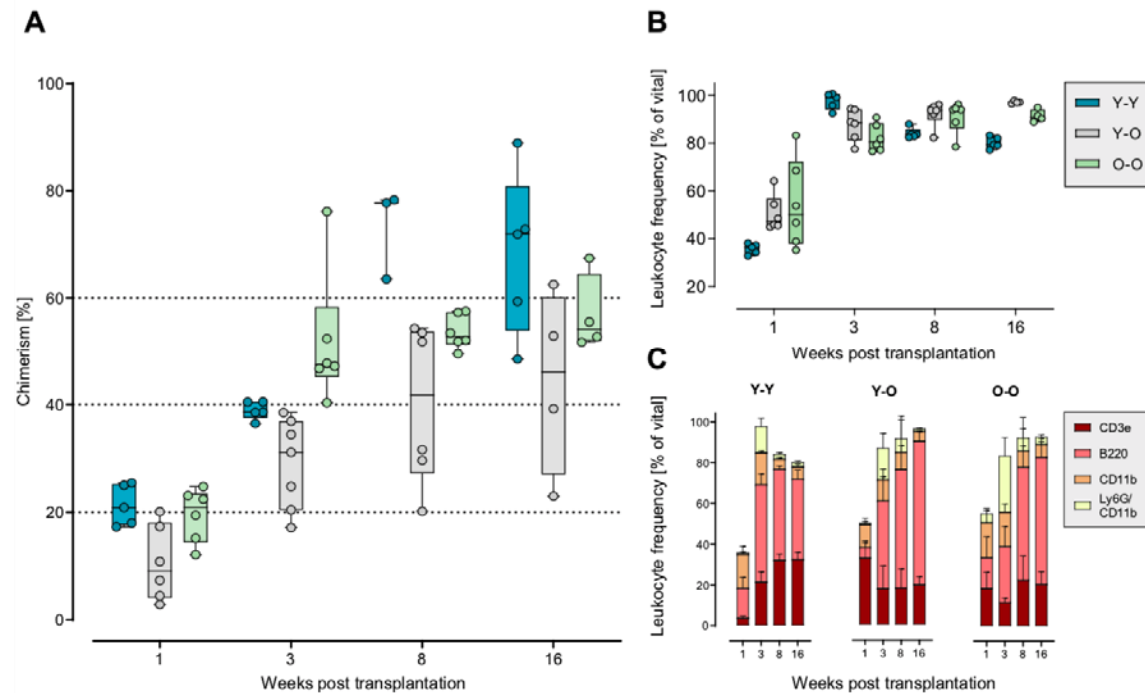 A
Chimerism [%]
100
80
60
40
20
0
1 3 8 16
Weeks post transplantation
B
Leukocyte frequency [% of vital]
100
80
60
40
20
1 3 8 16
Weeks post transplantation
Y-Y
Y-O
O-O
C
Y-Y Y-O O-O
Leukocyte frequency [% of vital]
100
80
60
40
20
0
1 3 8 16 1 3 8 16 1 3 8 16
Weeks post transplantation
CD3e
B220
CD11b
Ly6G/
CD11b